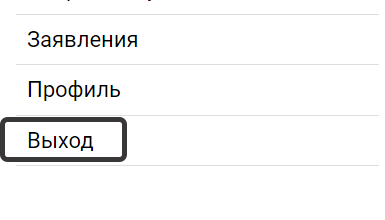 Заявления
Профиль
Выход